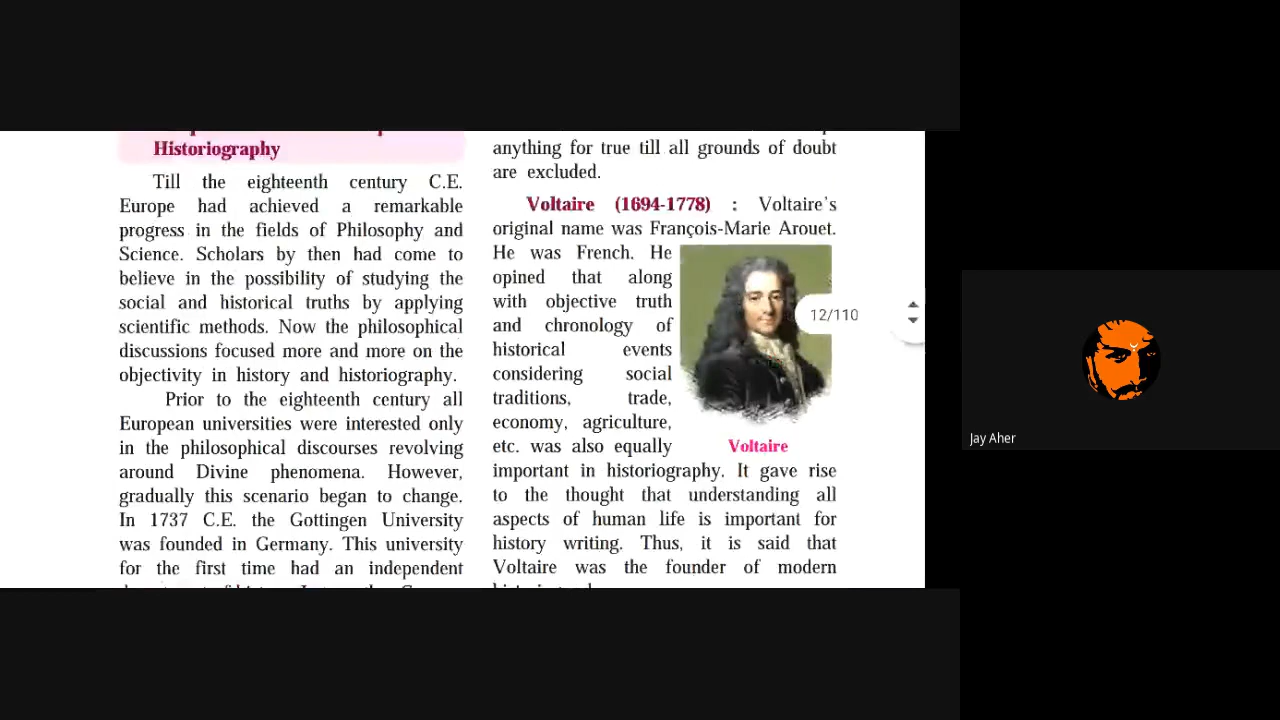 Historiography
Till the eighteenth century C.E.
Europe had achieved a remarkable
progress in the fields of Philosophy and
Science. Scholars by then had come to
believe in the possibility of studying the
social and historical truths by applying
scientific methods. Now the philosophical
discussions focused more and more on the
objectivity in history and historiography.
Prior to the eighteenth century all
European universities were interested only
in the philosophical discourses revolving
around Divine phenomena. However,
gradually this scenario began to change.
In 1737 C.E. the Gottingen University
was founded in Germany. This university
for the first time had an independent
anything for true till all grounds of doubt
are excluded.
Voltaire (1694-1778) : Voltaire's
original name was François-Marie Arouet.
He was French. He
opined that along
with objective truth
and chronology of
historical events
considering social
traditions, trade,
economy, agriculture,
etc. was also equally
important in historiography. It gave rise
to the thought that understanding all
aspects of human life is important for
history writing. Thus, it is said that
Voltaire was the founder of modern
Voltaire
12/110
Jay Aher